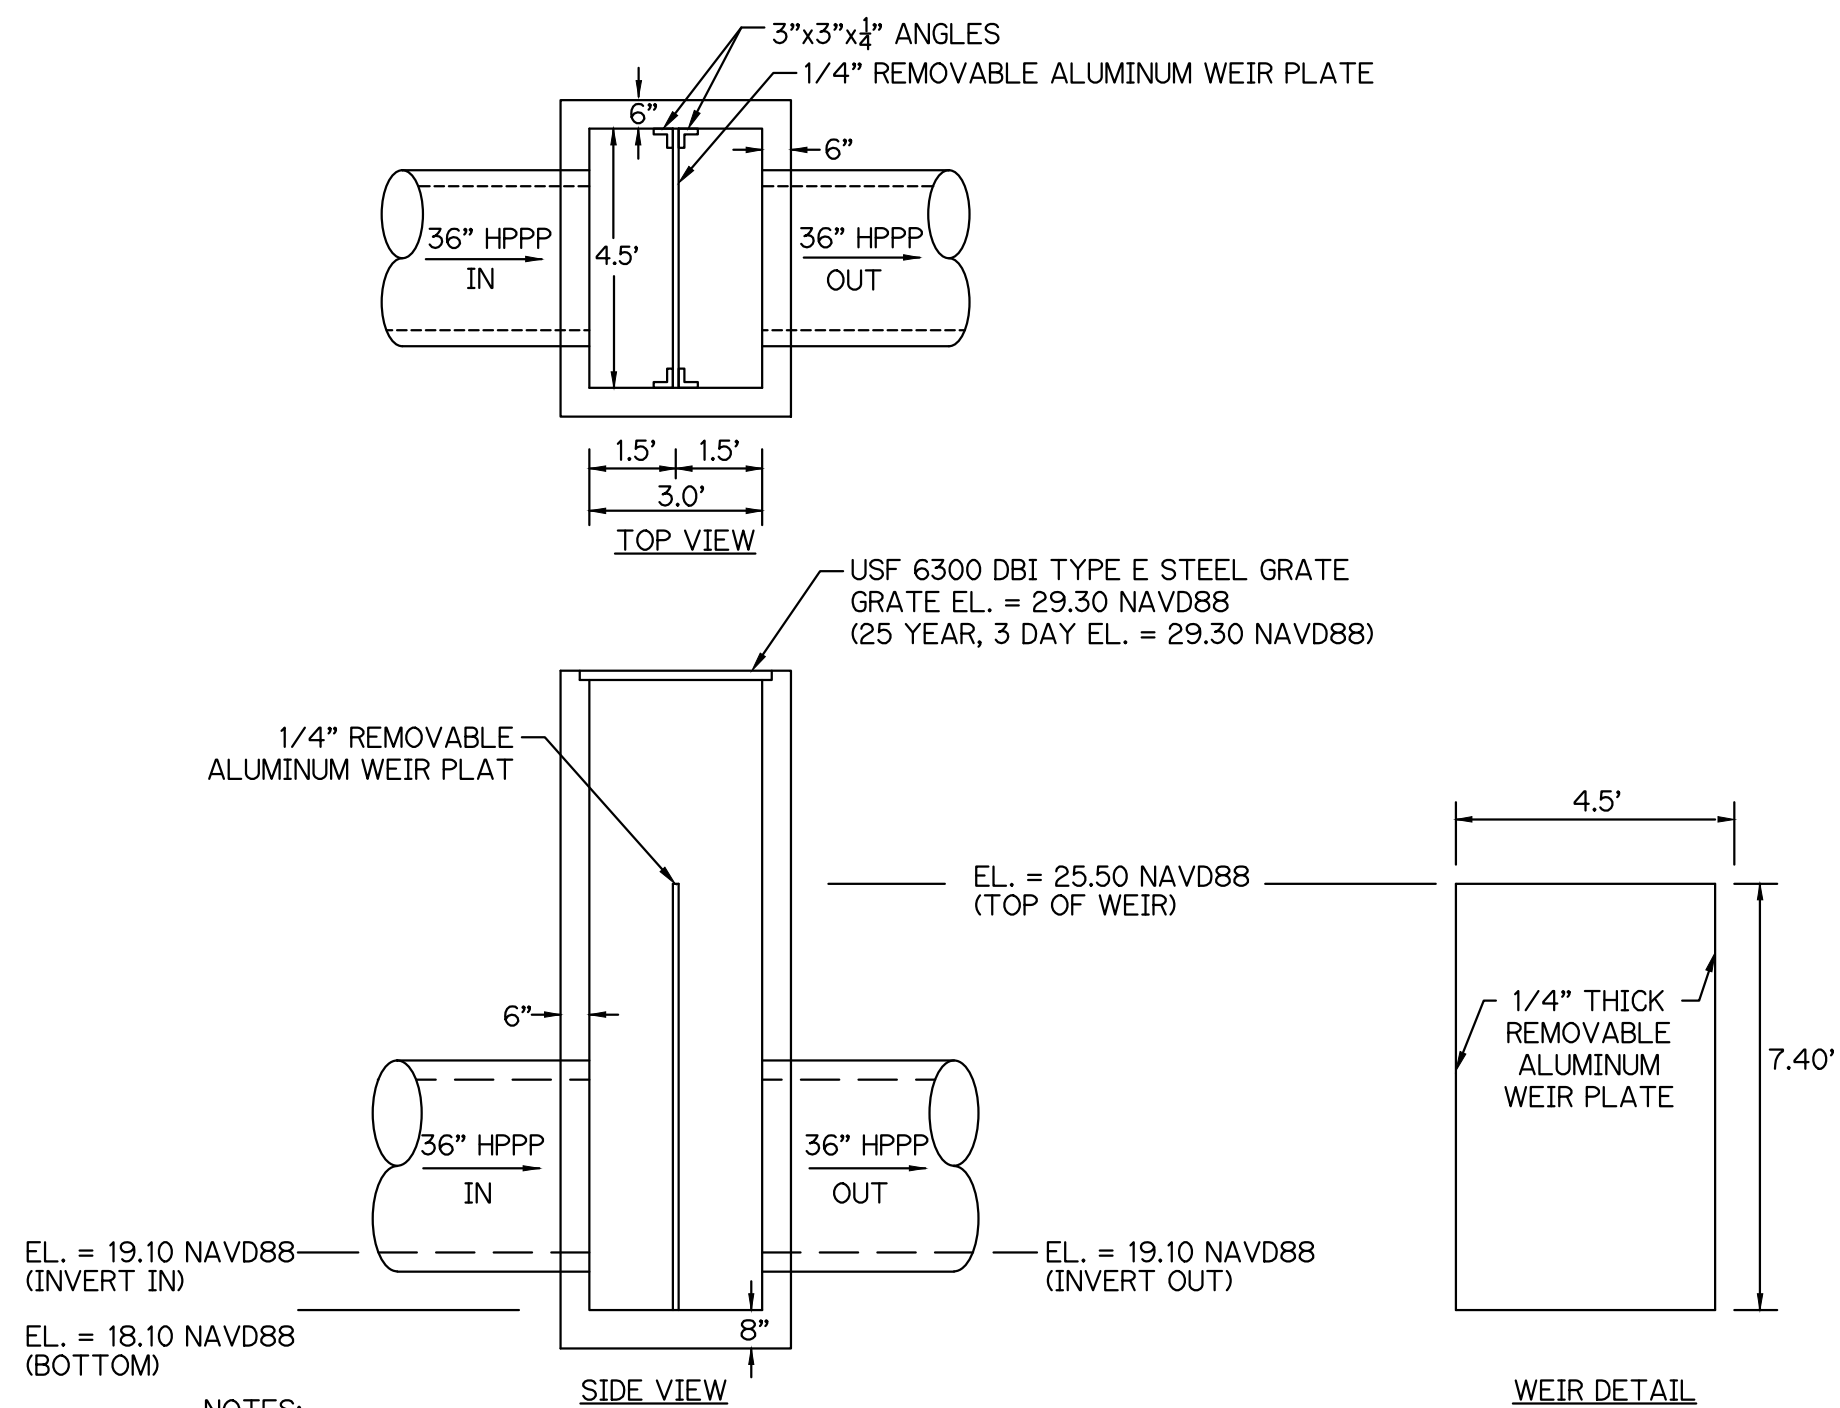 3”x3”x1/4” ANGLES
1/4” REMOVABLE ALUMINUM WEIR PLATE
6”
6”
36” HPPP
IN
4.5’
36” HPPP
OUT
1.5’
1.5’
3.0’
TOP VIEW
USF 6300 DBI TYPE E STEEL GRATE
GRATE EL. = 29.30 NAVD88
(25 YEAR, 3 DAY EL. = 29.30 NAVD88)
1/4” REMOVABLE
ALUMINUM WEIR PLAT
4.5’
EL. = 25.50 NAVD88
(TOP OF WEIR)
6”
1/4” THICK
REMOVABLE
ALUMINUM
WEIR PLATE
7.40’
36” HPPP
IN
36” HPPP
OUT
EL. = 19.10 NAVD88
(INVERT IN)
EL. = 19.10 NAVD88
(INVERT OUT)
EL. = 18.10 NAVD88
(BOTTOM)
8”
SIDE VIEW
WEIR DETAIL
NOTES: